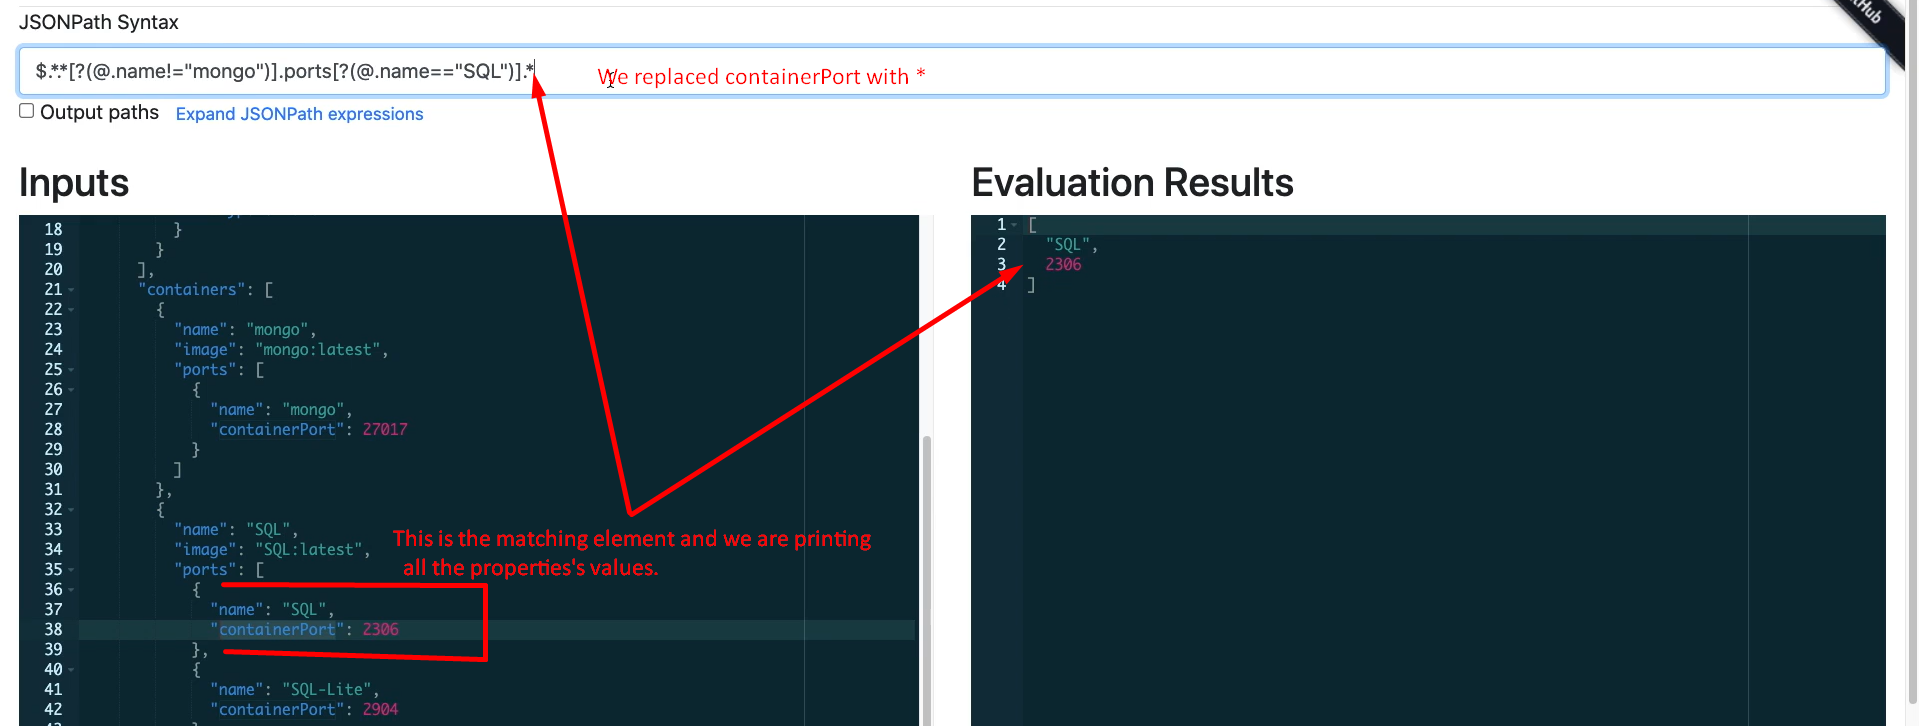 JSONPath Syntax
$.**[?(@.name!="mongo")].ports[?(@.name=="SQL")].*
We replaced containerPort with *
Output paths Expand JSONPath expressions
Inputs
18 }
19 }
20 ],
21 "containers": [
22 {
23 "name": "mongo",
24 "image": "mongo:latest",
25 "ports": [
26 {
27 "name": "mongo",
28 "containerPort": 27017
29 }
30 ]
31 },
32 {
33 "name": "SQL",
34 "image": "SQL:latest",
35 "ports": [
36 {
37 "name": "SQL",
38 "containerPort": 2306
39 },
40 {
41 "name": "SQL-Lite",
42 "containerPort": 2904
This is the matching element and we are printing
all the properties's values.
Evaluation Results
1 [
2 "SQL",
3 2306
4 ]